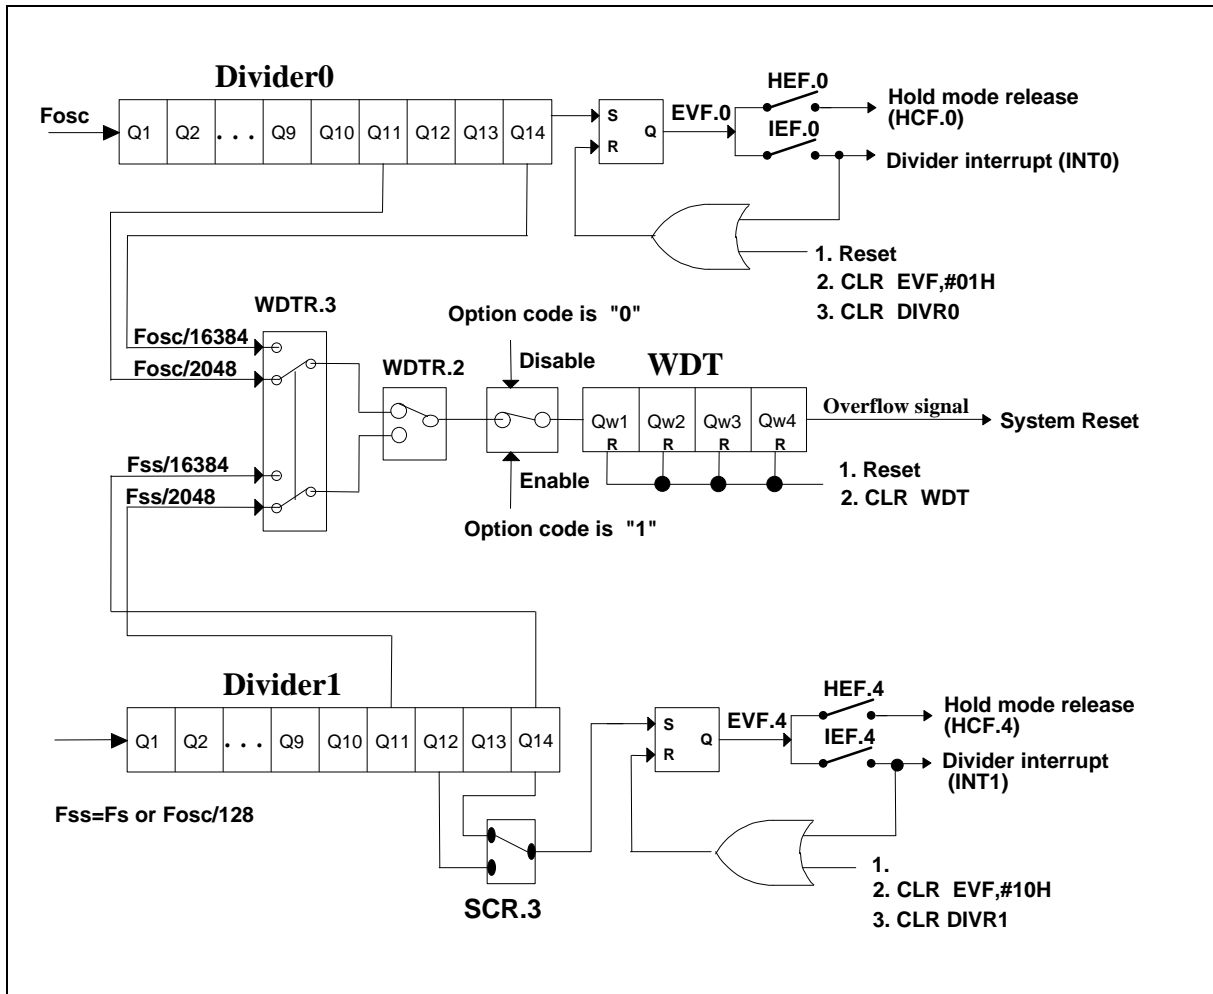 Divider0
Fosc
Q1 Q2 . . . Q9 Q10 Q11 Q12 Q13 Q14
S
R
Q
EVF.0
HEF.0
IEF.0
Hold mode release
(HCF.0)
Divider interrupt (INT0)
1. Reset
2. CLR EVF,#01H
3. CLR DIVR0
WDTR.3
Fosc/16384
Fosc/2048
Fss/16384
Fss/2048
WDTR.2
Option code is "0"
Disable
Enable
Option code is "1"
WDT
Qw1 Qw2 Qw3 Qw4
R R R R
Overflow signal
System Reset
1. Reset
2. CLR WDT
Divider1
Q1 Q2 . . . Q9 Q10 Q11 Q12 Q13 Q14
Fss=Fs or Fosc/128
SCR.3
S
R
Q
EVF.4
HEF.4
IEF.4
Hold mode release
(HCF.4)
Divider interrupt
(INT1)
1.
2. CLR EVF,#10H
3. CLR DIVR1